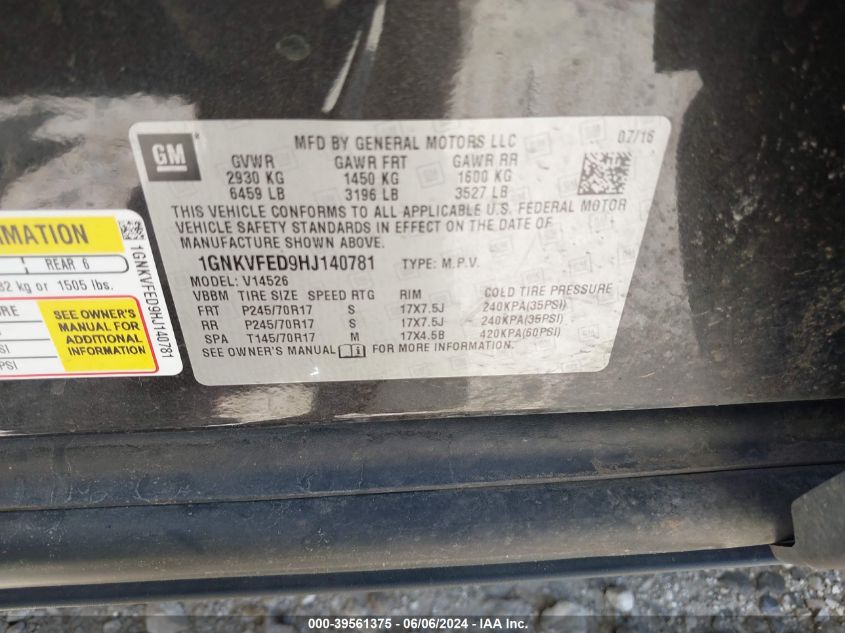 GM
MFD BY GENERAL MOTORS LLC 07/16
GVWR GAWR FRT GAWR RR
2930 KG 1450 KG 1600 KG
6459 LB 3196 LB 3527 LB
THIS VEHICLE CONFORMS TO ALL APPLICABLE U.S. FEDERAL MOTOR
VEHICLE SAFETY STANDARDS IN EFFECT ON THE DATE OF
MANUFACTURE SHOWN ABOVE.
1GNKVFED9HJ140781 TYPE: M.P.V.
MODEL: V14526
VBBM TIRE SIZE SPEED RTG RIM COLD TIRE PRESSURE
FRT P245/70R17 S 17X7.5J 240KPA(35PSI)
RR P245/70R17 S 17X7.5J 240KPA(35PSI)
SPA T145/70R17 M 17X4.5B 420KPA(60PSI)
SEE OWNER'S MANUAL FOR MORE INFORMATION.
RMATION
REAR 6
kg or 1505 lbs.
SEE OWNER'S
MANUAL FOR
ADDITIONAL
INFORMATION
1GNKVFED9HJ140781
000-39561375 - 06/06/2024 - IAA Inc.